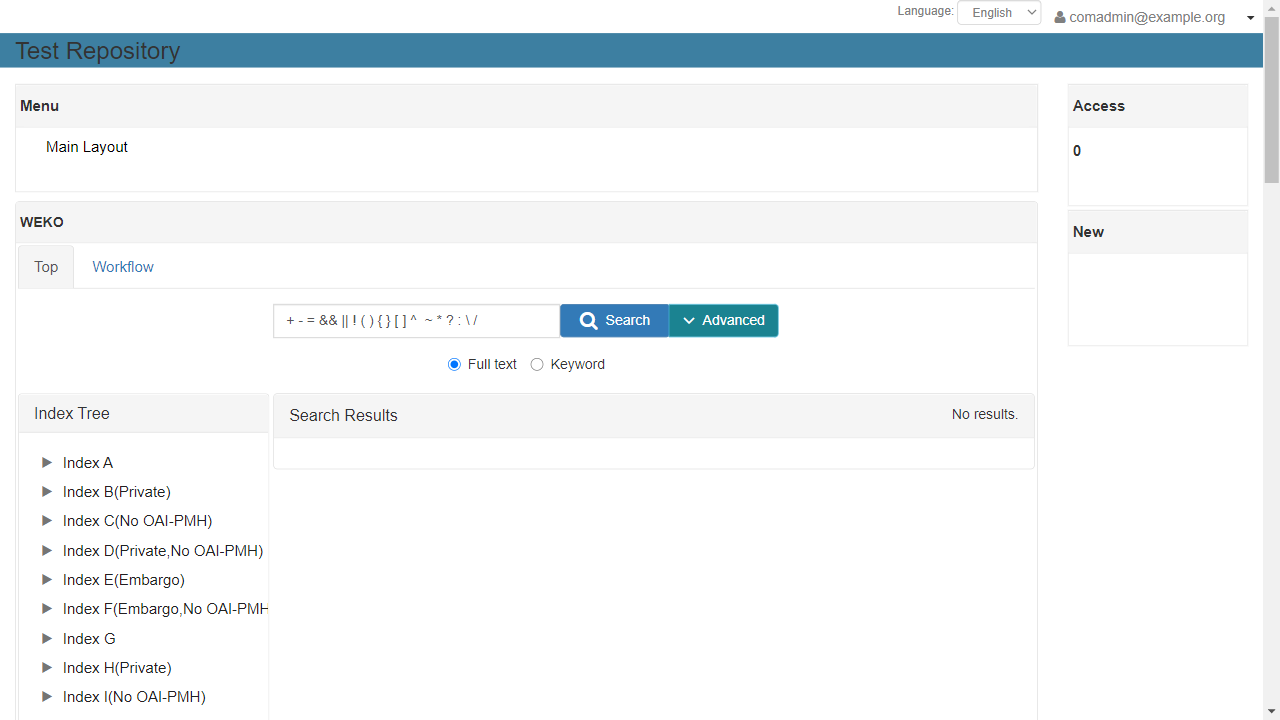 Language: English comadmin@example.org
Test Repository
Menu
Main Layout
WEKO
Top Workflow
+ - = && || ! ( ) { } [ ] ^ ~ * ? : \ / Search Advanced
Full text Keyword
Index Tree
Index A
Index B(Private)
Index C(No OAI-PMH)
Index D(Private,No OAI-PMH)
Index E(Embargo)
Index F(Embargo,No OAI-PMH
Index G
Index H(Private)
Index I(No OAI-PMH)
Search Results No results.
Access
0
New